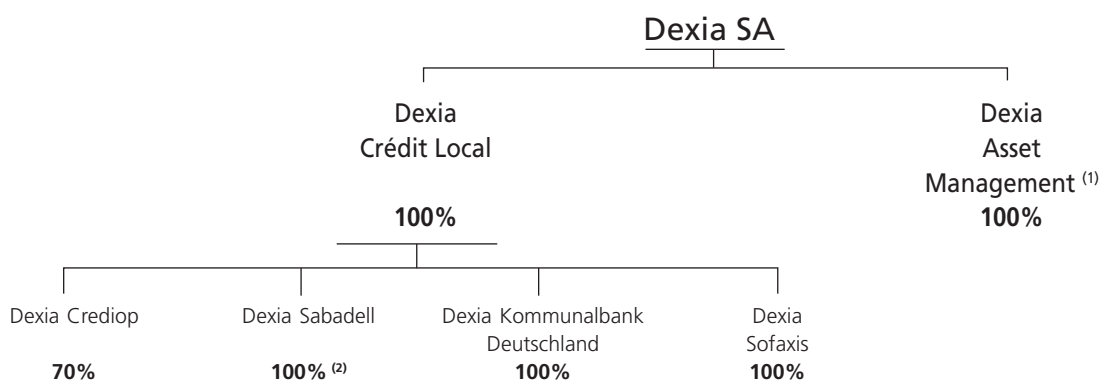 Dexia SA
Dexia
Crédit Local
100%
Dexia
Asset
Management (1)
100%
Dexia Crediop
70%
Dexia Sabadell
100% (2)
Dexia Kommunalbank
Deutschland
100%
Dexia
Sofaxis
100%